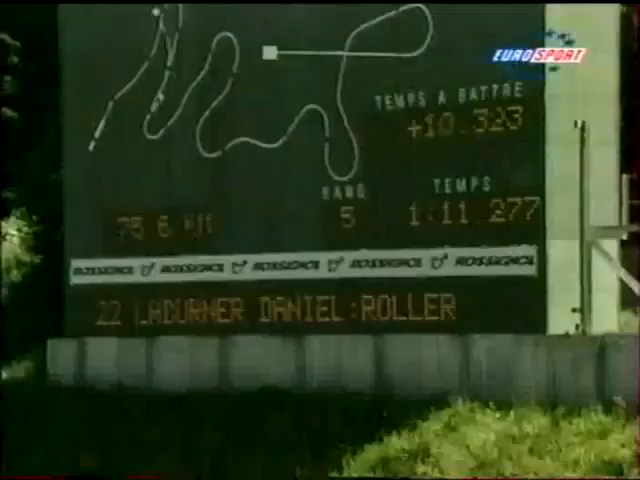 EUROSPORT
TEMPS A BATTRE
+10.323
RANG
TEMPS
75.6 KM
5
1:11.277
ROSSIGNOL ROSSIGNOL ROSSIGNOL ROSSIGNOL ROSSIGNOL
22 LADURNER DANIEL:ROLLER